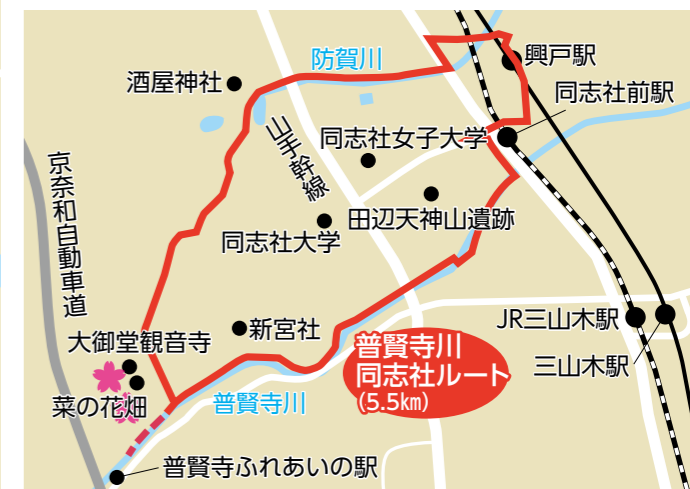 防賀川
興戸駅
酒屋神社
同志社前駅
山手幹線
同志社女子大学
京奈和自動車道
田辺天神山遺跡
同志社大学
新宮社
JR三山木駅
大御堂観音寺
普賢寺川
同志社ルート
(5.5km)
三山木駅
菜の花畑
普賢寺川
普賢寺ふれあいの駅